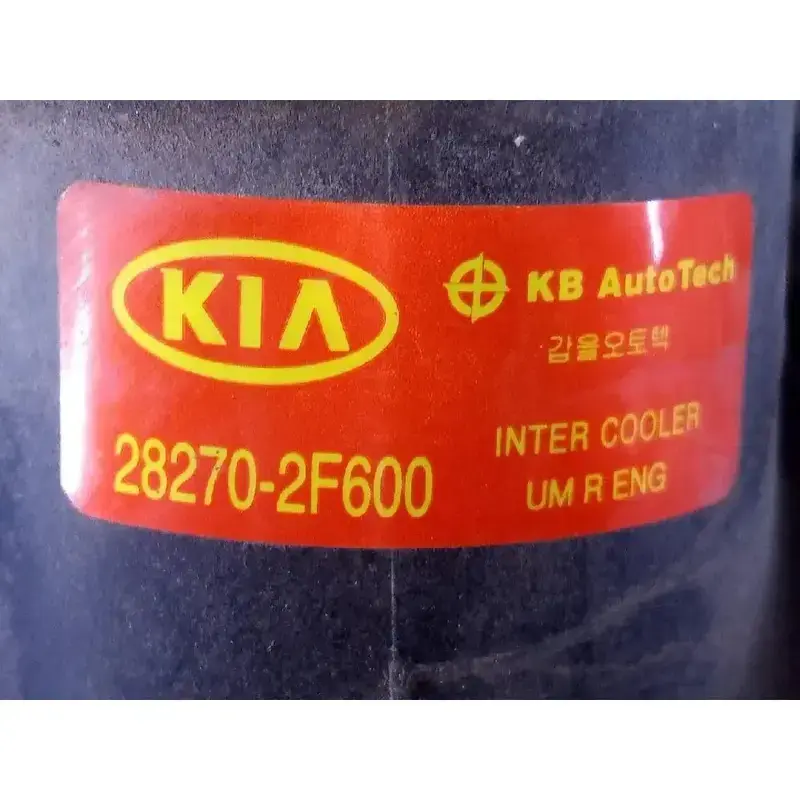 KIA
KB AutoTech
갑을오토텍
28270-2F600
INTER COOLER
UM R ENG